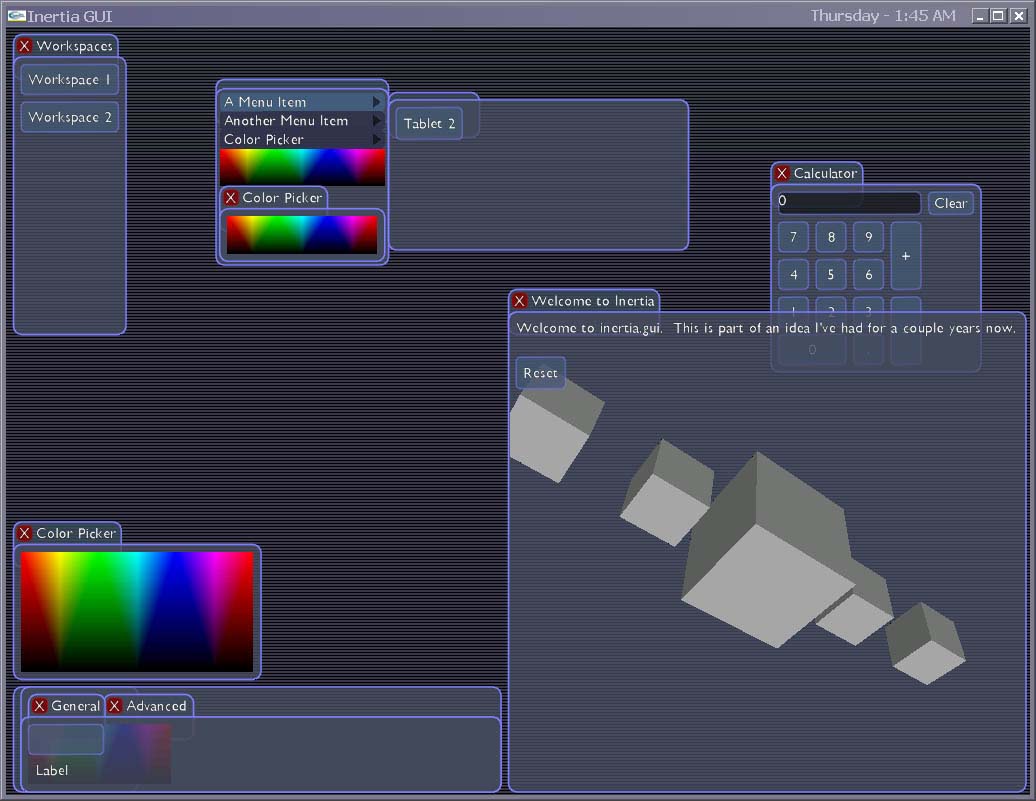 Inertia GUI
Thursday - 1:45 AM
X Workspaces
Workspace 1
Workspace 2
A Menu Item
Another Menu Item
Color Picker
X Color Picker
Tablet 2
X Calculator
0
Clear
7 8 9
+
4 5 6
1 2 3
0 .
X Welcome to Inertia
Welcome to inertia.gui. This is part of an idea I've had for a couple years now.
Reset
X Color Picker
X General X Advanced
Label